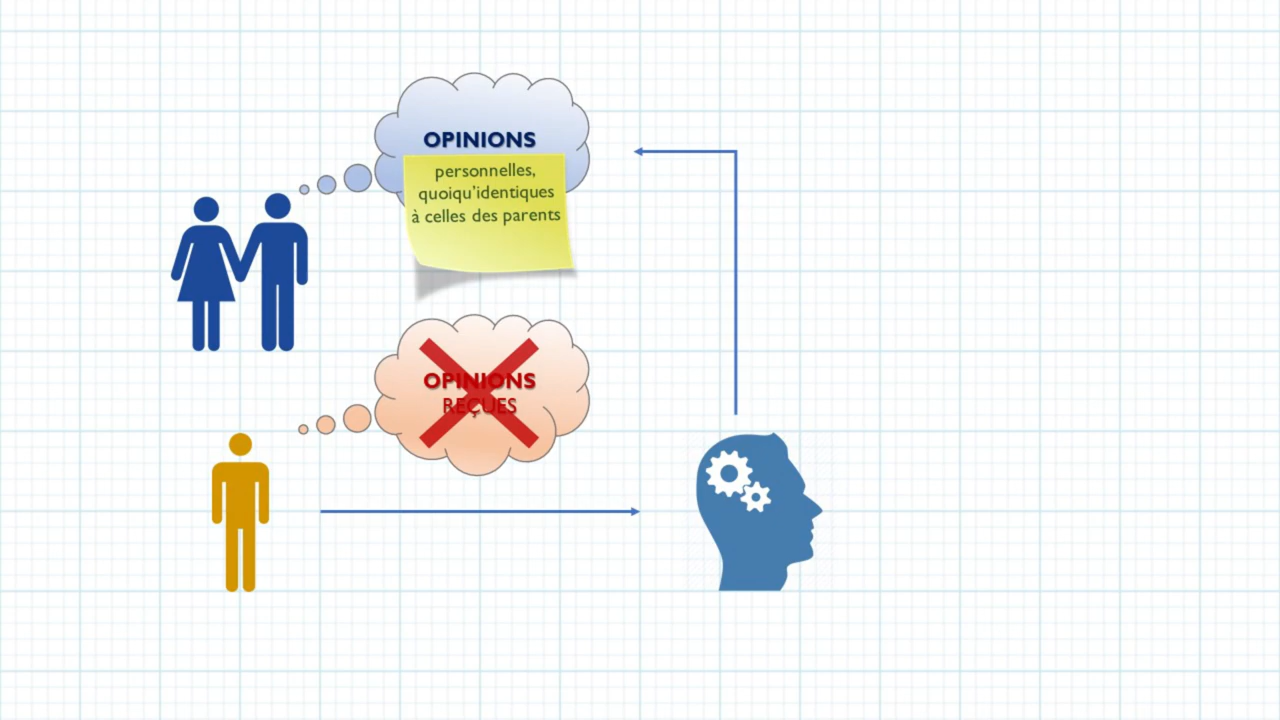 OPINIONS
personnelles,
quoiqu'identiques
à celles des parents
OPINIONS
REÇUES